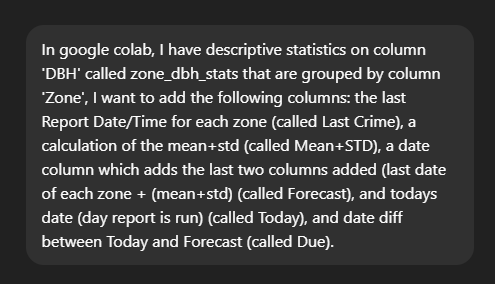 In google colab, I have descriptive statistics on column
'DBH' called zone_dbh_stats that are grouped by column
'Zone', I want to add the following columns: the last
Report Date/Time for each zone (called Last Crime), a
calculation of the mean+std (called Mean+STD), a date
column which adds the last two columns added (last date
of each zone + (mean+std) (called Forecast), and todays
date (day report is run) (called Today), and date diff
between Today and Forecast (called Due).